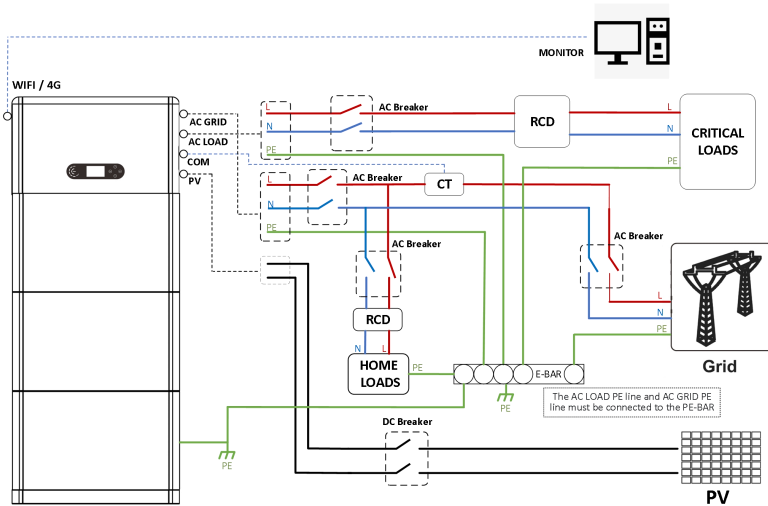 MONITOR
WIFI / 4G
AC GRID
AC LOAD
COM
PV
L
N
PE
AC Breaker
RCD
L
N
PE
CRITICAL
LOADS
L
N
PE
AC Breaker
CT
AC Breaker
AC Breaker
RCD
N
L
HOME
LOADS
PE
L
N
PE
Grid
E-BAR
PE
The AC LOAD PE line and AC GRID PE
line must be connected to the PE-BAR
DC Breaker
PE
PV